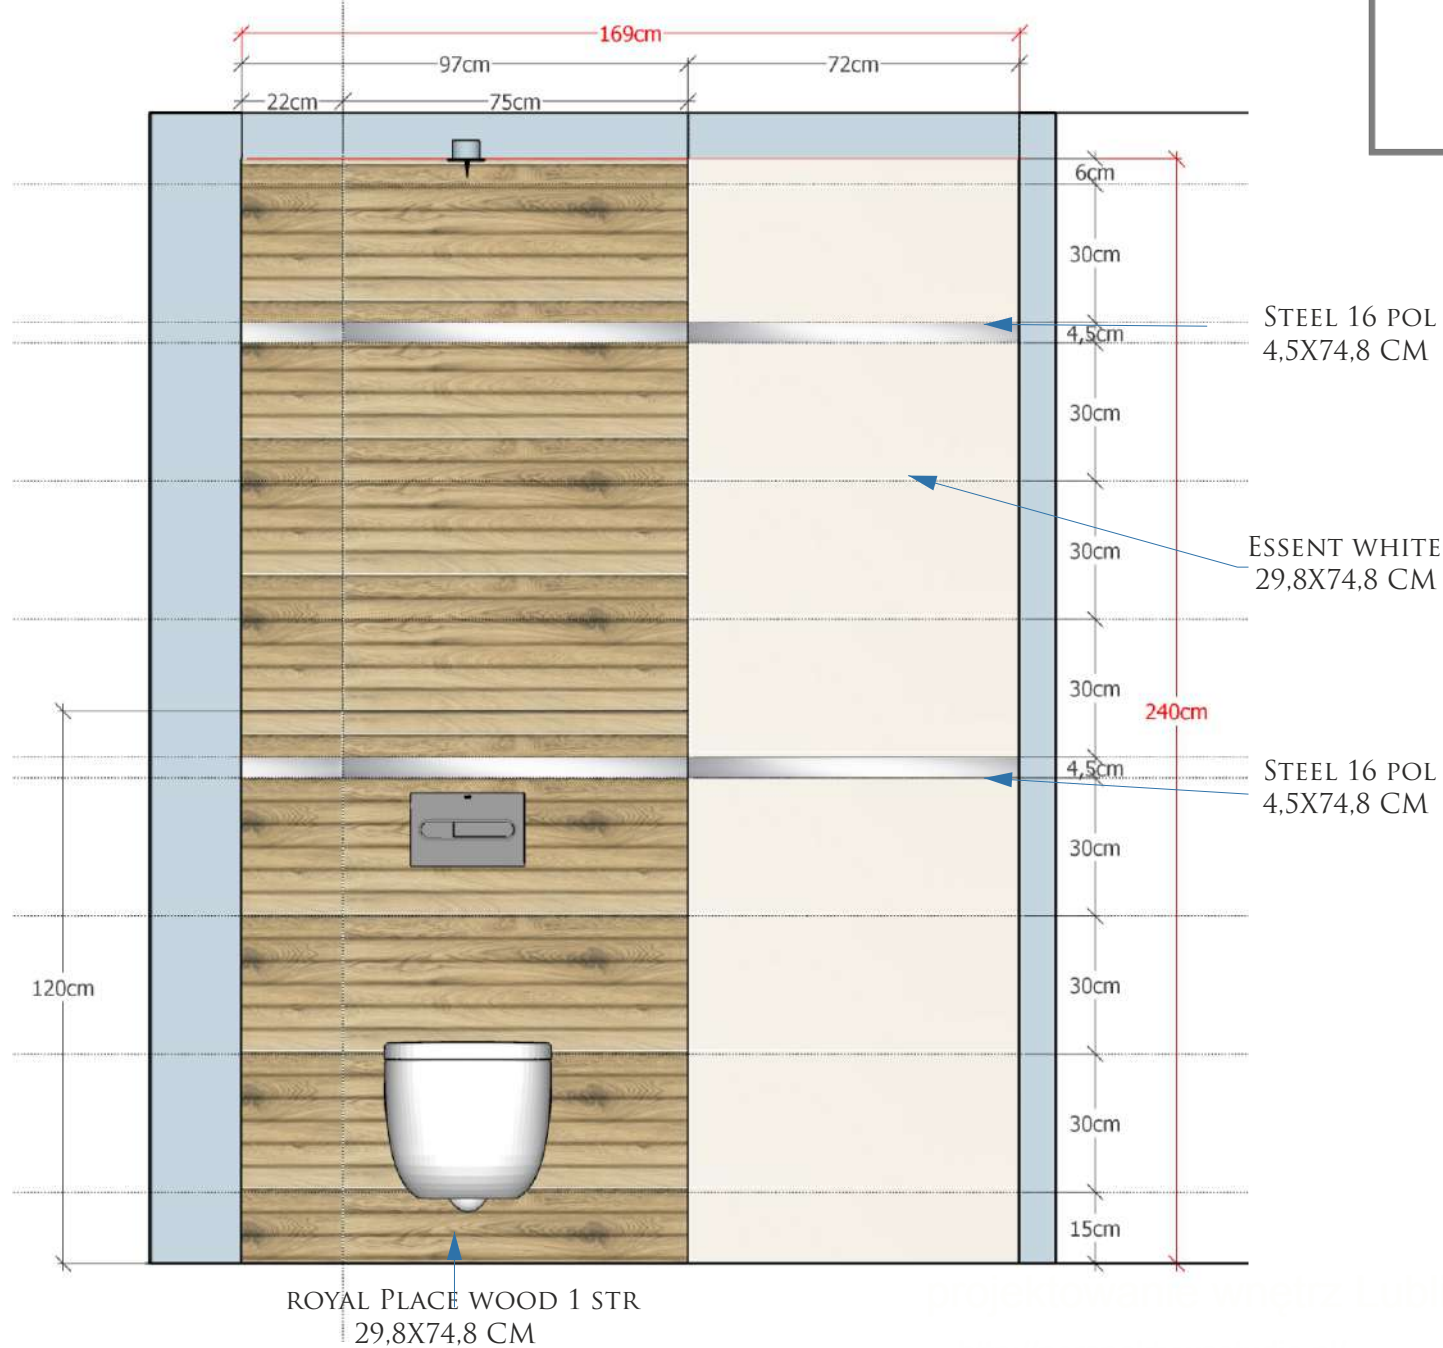 169cm
97cm
72cm
22cm
75cm
6cm
30cm
STEEL 16 POL
4,5X74,8 CM
4,5cm
30cm
ESSENT WHITE
29,8X74,8 CM
30cm
30cm
240cm
4,5cm
STEEL 16 POL
4,5X74,8 CM
30cm
120cm
30cm
30cm
15cm
ROYAL PLACE WOOD 1 STR
29,8X74,8 CM